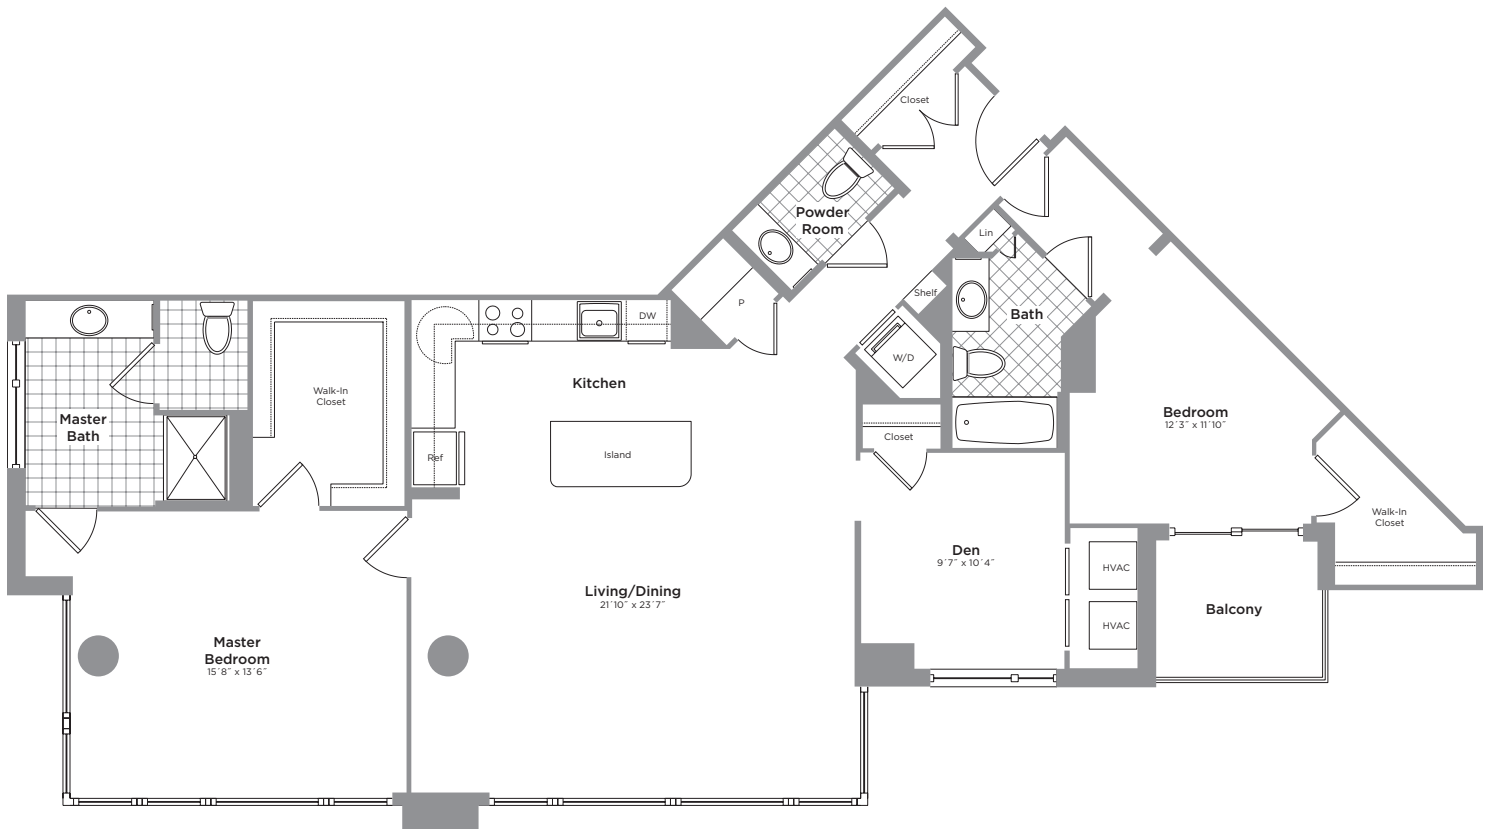 Closet
Powder
Room
Lin
Shelf
Bath
P
DW
W/D
Kitchen
Walk-In
Closet
Master
Bath
Ref
Island
Closet
Bedroom
12´3˝ x 11´10˝
Walk-In
Closet
Den
9´7˝ x 10´4˝
HVAC
HVAC
Balcony
Living/Dining
21´10˝ x 23´7˝
Master
Bedroom
15´8˝ x 13´6˝